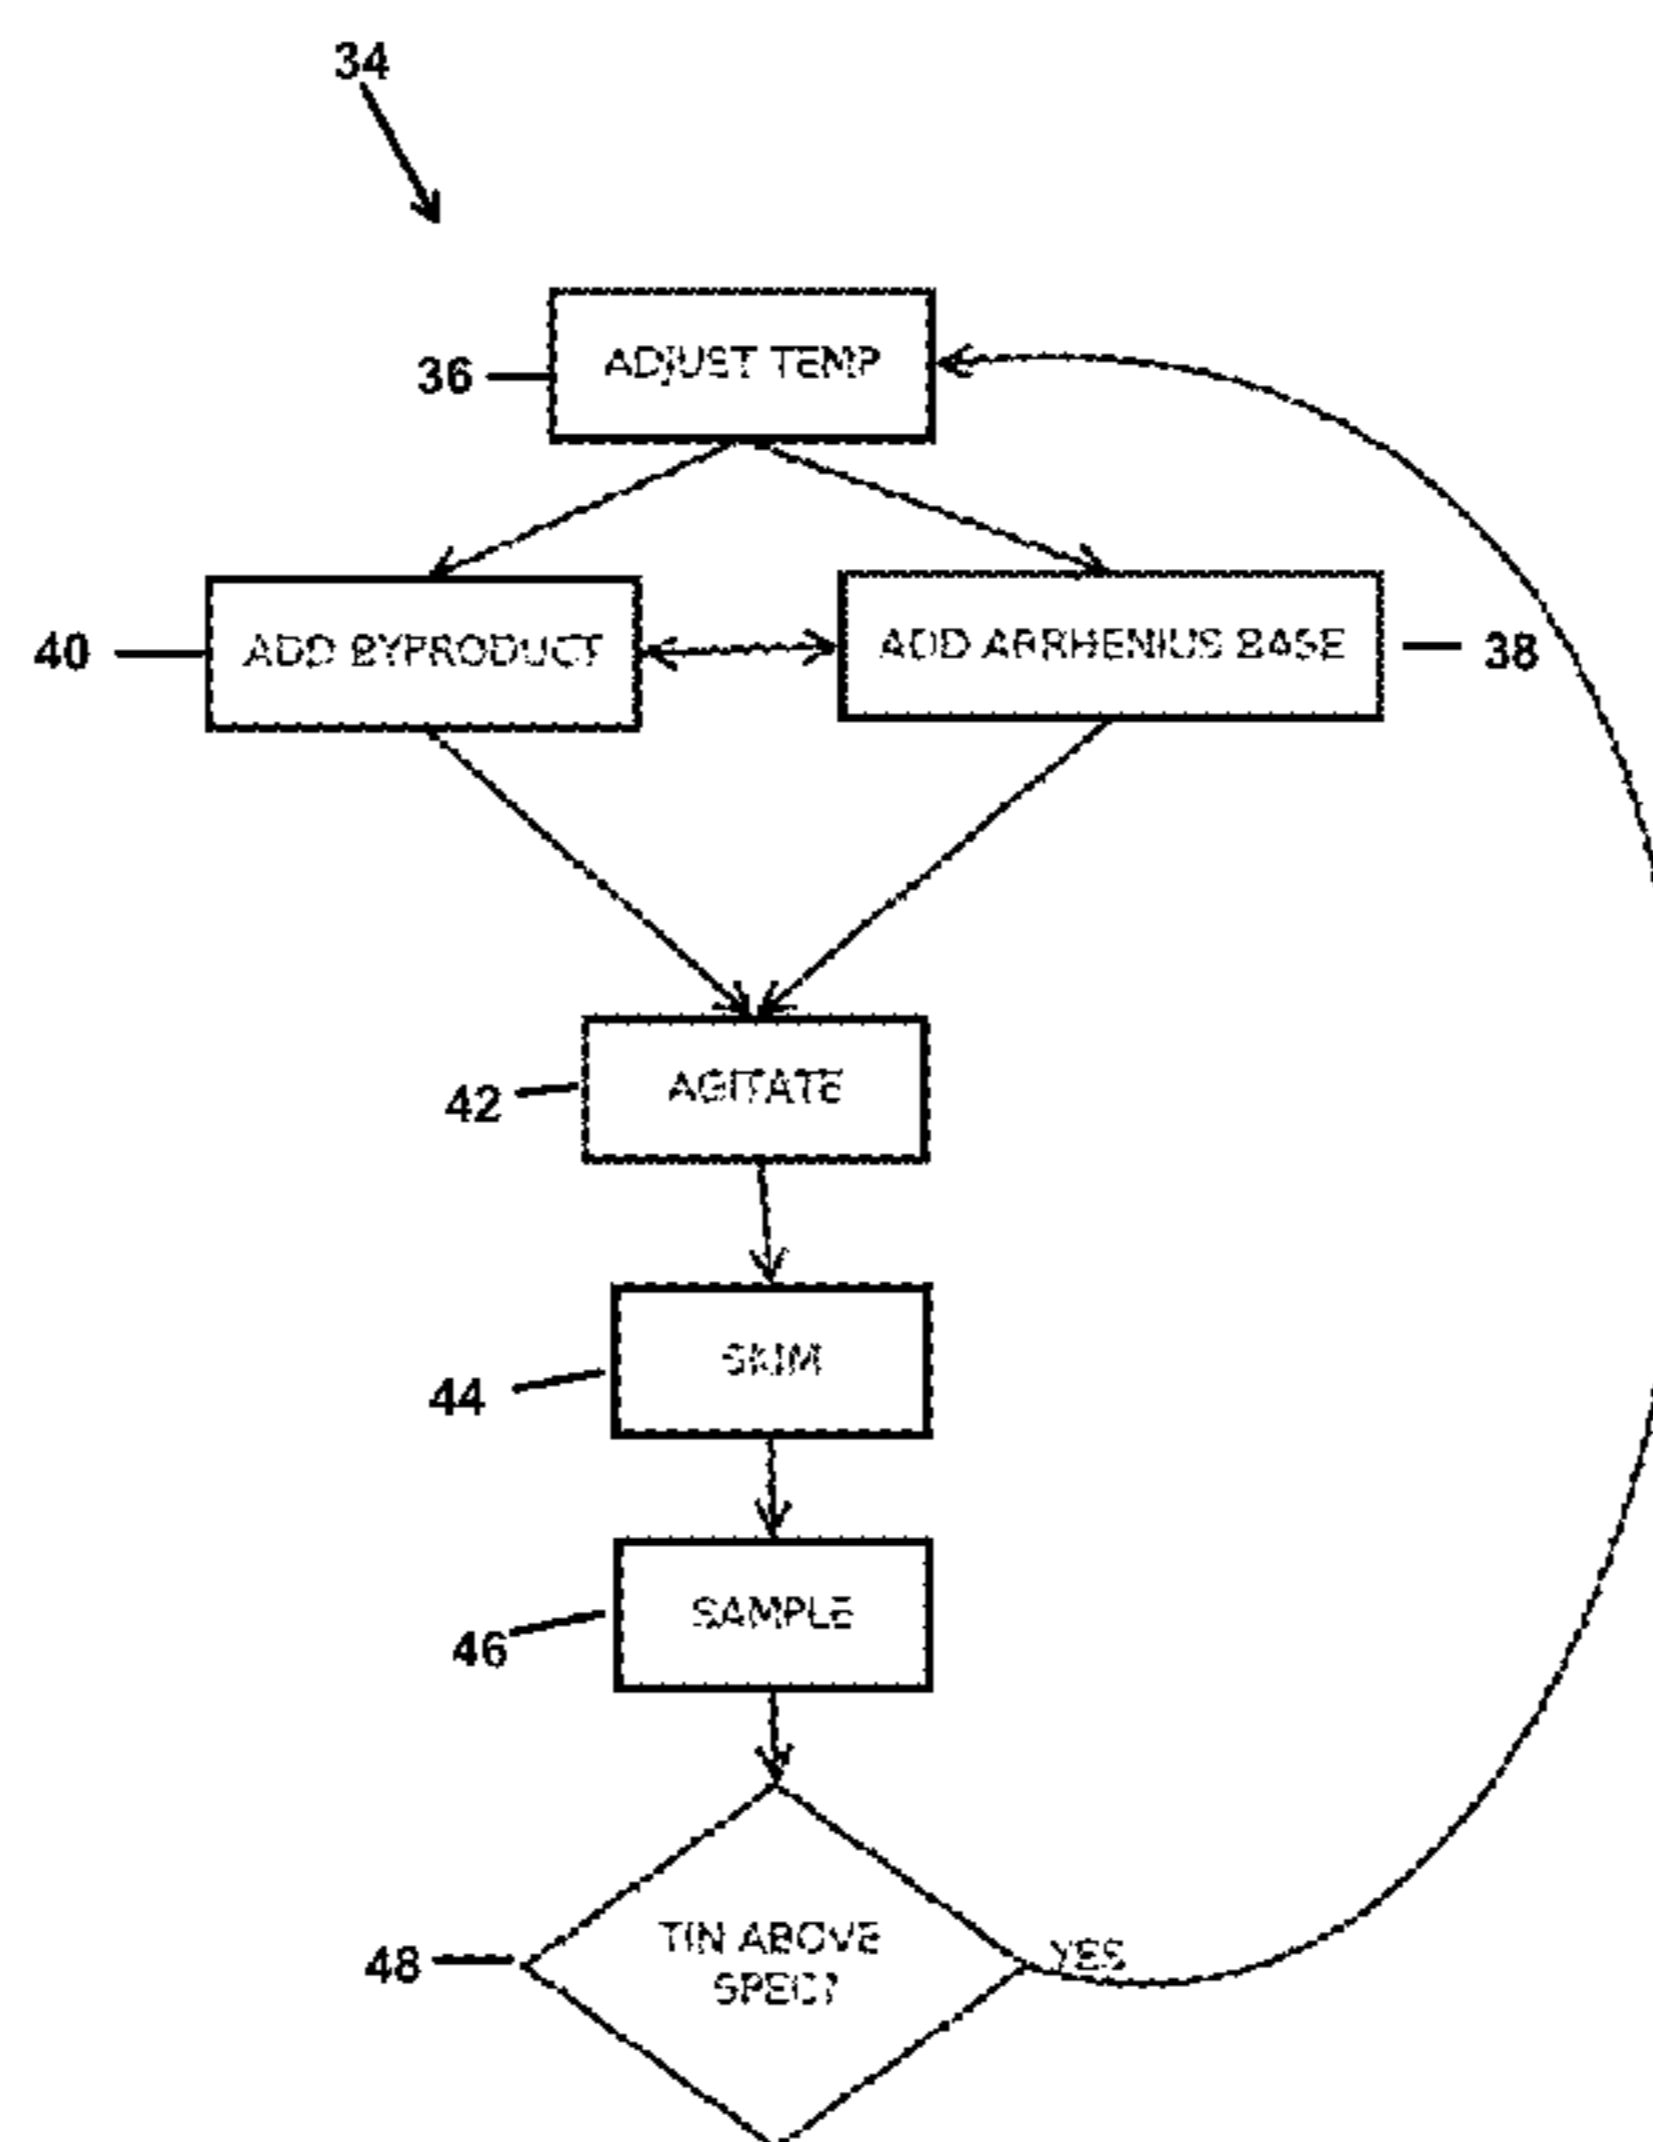 34
36
ADJUST TEMP
40
ADD BYPRODUCT
ADD ARRHENIUS BASE
38
42
AGITATE
44
SKIM
46
SAMPLE
48
TIN ABOVE
SPEC?
YES